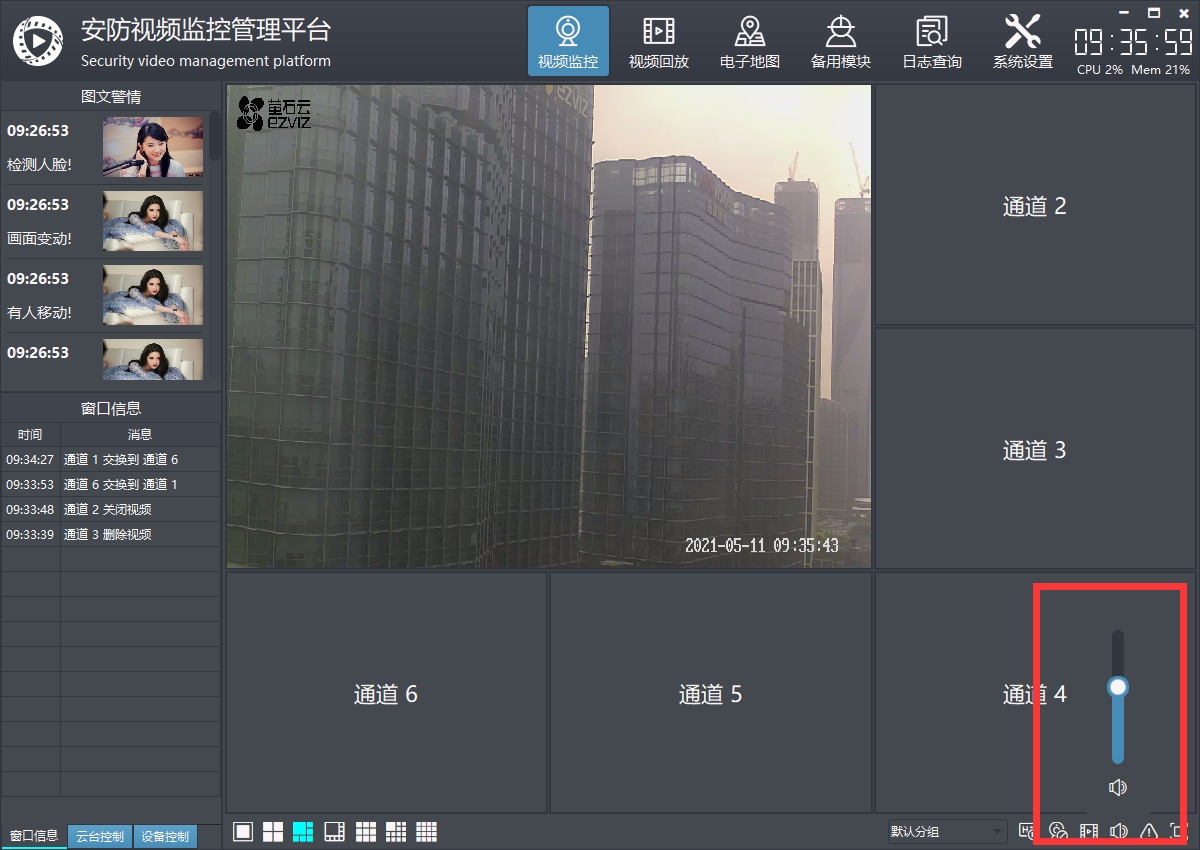 安防视频监控管理平台
Security video management platform
视频监控
视频回放
电子地图
备用模块
日志查询
系统设置
09:35:59
CPU 2% Mem 21%
图文警情
09:26:53
检测人脸!
09:26:53
画面变动!
09:26:53
有人移动!
09:26:53
窗口信息
时间 消息
09:34:27 通道 1 交换到 通道 6
09:33:53 通道 6 交换到 通道 1
09:33:48 通道 2 关闭视频
09:33:39 通道 3 删除视频
窗口信息
云台控制
设备控制
萤石云
ezviz
ezviz
2021-05-11 09:35:43
通道 2
通道 3
通道 6
通道 5
通道 4
默认分组